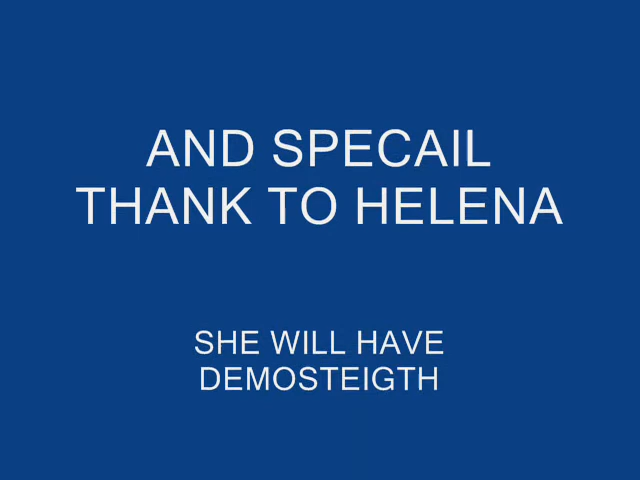 AND SPECAIL
THANK TO HELENA
SHE WILL HAVE
DEMOSTEIGTH